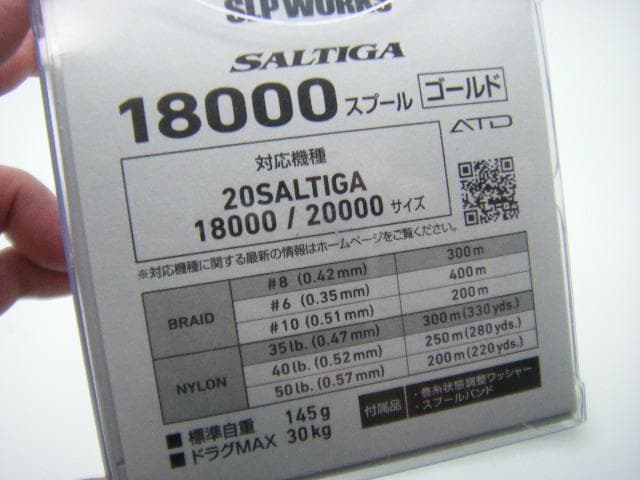 SLP WORKS
SALTIGA
18000 スプール ゴールド
ATD
対応機種
20SALTIGA
18000 / 20000 サイズ
※対応機種に関する最新の情報はホームページをご覧ください。
BRAID #8 (0.42mm) 300m
#6 (0.35mm) 400m
#10 (0.51mm) 200m
NYLON 35lb. (0.47mm) 300m (330yds.)
40lb. (0.52mm) 250m (280yds.)
50lb. (0.57mm) 200m (220yds.)
■ 標準自重 145g
■ ドラグMAX 30kg
付属品 ・巻糸状態調整ワッシャー
・スプールバンド